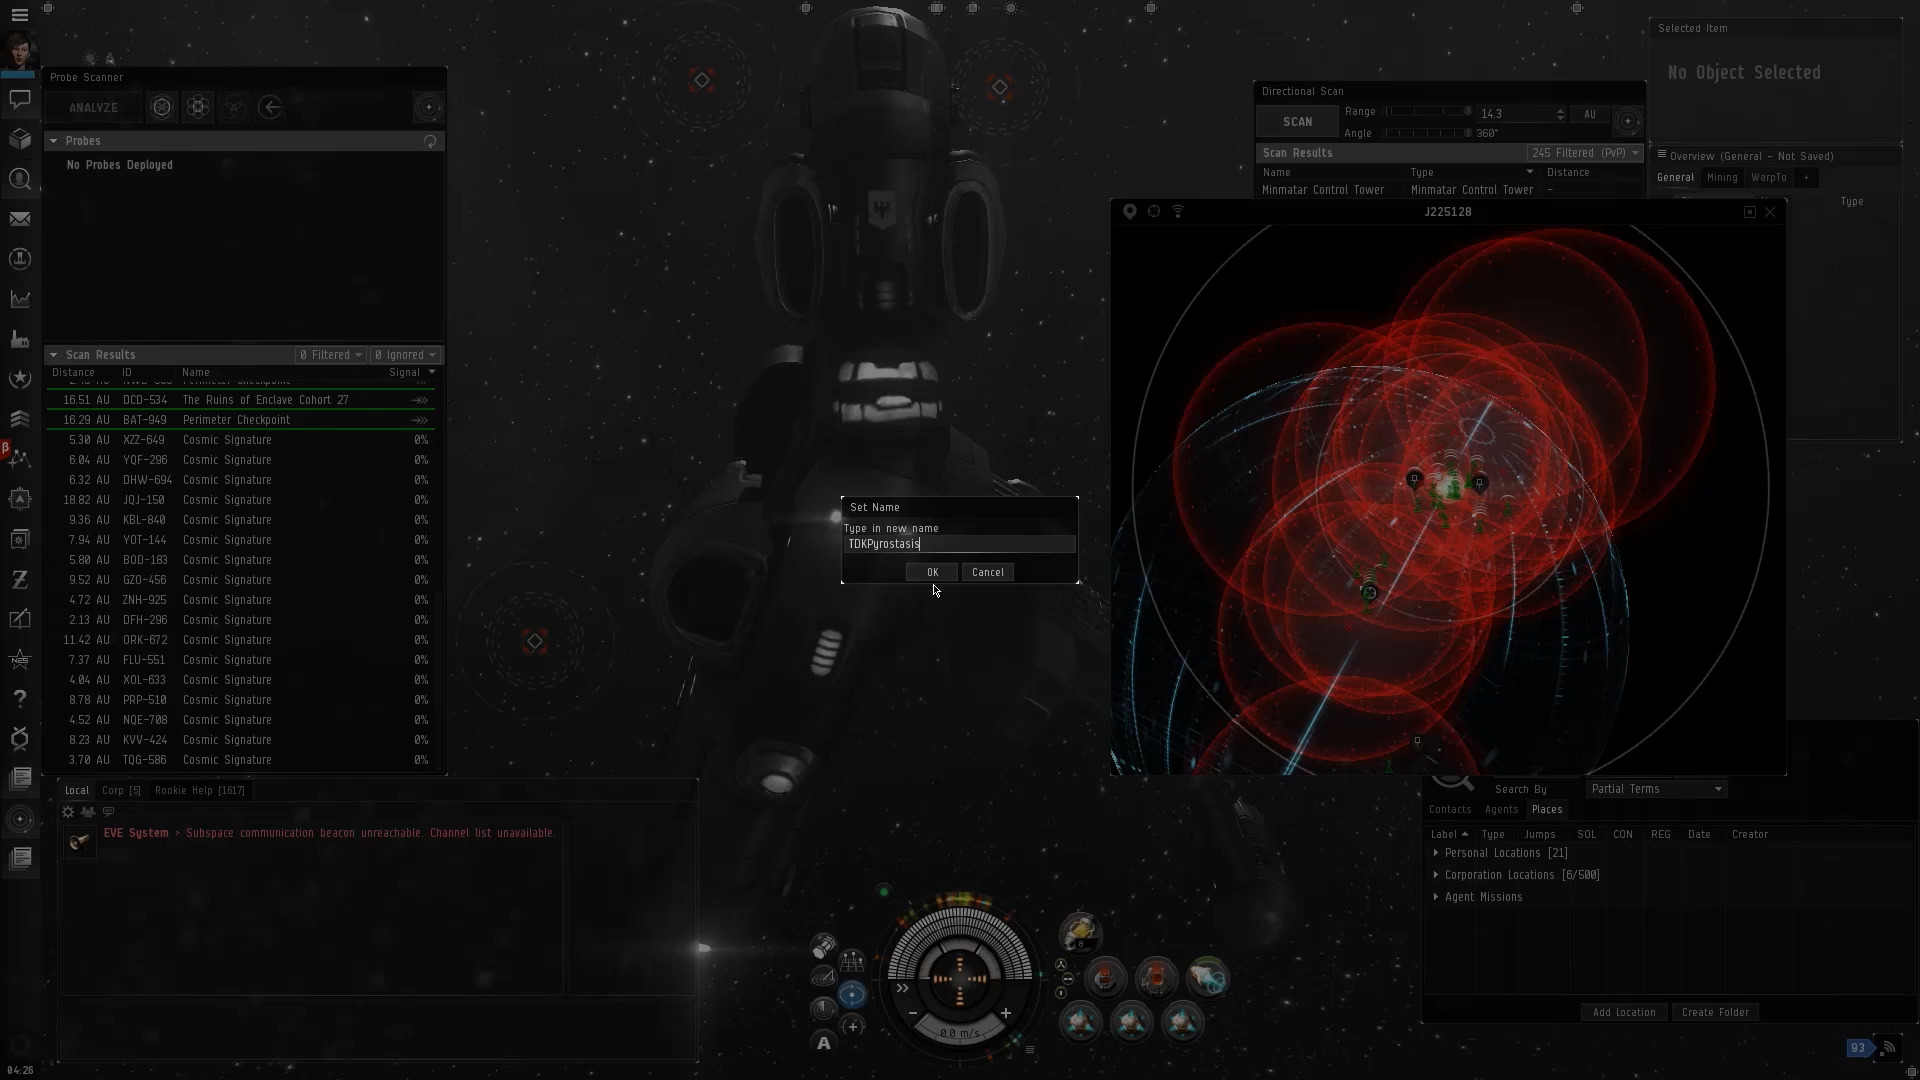 Probe Scanner
ANALYZE
Probes
No Probes Deployed
Scan Results 0 Filtered 0 Ignored
Distance ID Name Signal
Perimeter Checkpoint
16.51 AU DCD-534 The Ruins of Enclave Cohort 27
16.29 AU BAT-949 Perimeter Checkpoint
5.30 AU XZZ-649 Cosmic Signature 0%
6.04 AU YQF-296 Cosmic Signature 0%
6.32 AU DHW-694 Cosmic Signature 0%
18.82 AU JQJ-150 Cosmic Signature 0%
9.36 AU KBL-840 Cosmic Signature 0%
7.94 AU YOT-144 Cosmic Signature 0%
5.80 AU BOD-183 Cosmic Signature 0%
9.52 AU GZO-456 Cosmic Signature 0%
4.72 AU ZNH-925 Cosmic Signature 0%
2.13 AU DFH-296 Cosmic Signature 0%
11.42 AU ORK-672 Cosmic Signature 0%
7.37 AU FLU-551 Cosmic Signature 0%
4.04 AU XOL-633 Cosmic Signature 0%
8.78 AU PRP-510 Cosmic Signature 0%
4.52 AU NQE-708 Cosmic Signature 0%
8.23 AU KVV-424 Cosmic Signature 0%
3.70 AU TQG-586 Cosmic Signature 0%
Local Corp [5] Rookie Help [1617]
EVE System > Subspace communication beacon unreachable. Channel list unavailable.
04:26
β
NES
Set Name
Type in new name
TDKPyrostasis
OK Cancel
0.0 m/s
A
8
Directional Scan
SCAN
Range 14.3 AU
Angle 360°
Scan Results 245 Filtered (PvP)
Name Type Distance
Minmatar Control Tower Minmatar Control Tower -
J225128
Selected Item
No Object Selected
Overview (General - Not Saved)
General Mining WarpTo +
Type
Search By Partial Terms
Contacts Agents Places
Label Type Jumps SOL CON REG Date Creator
Personal Locations [21]
Corporation Locations [6/500]
Agent Missions
Add Location Create Folder
93